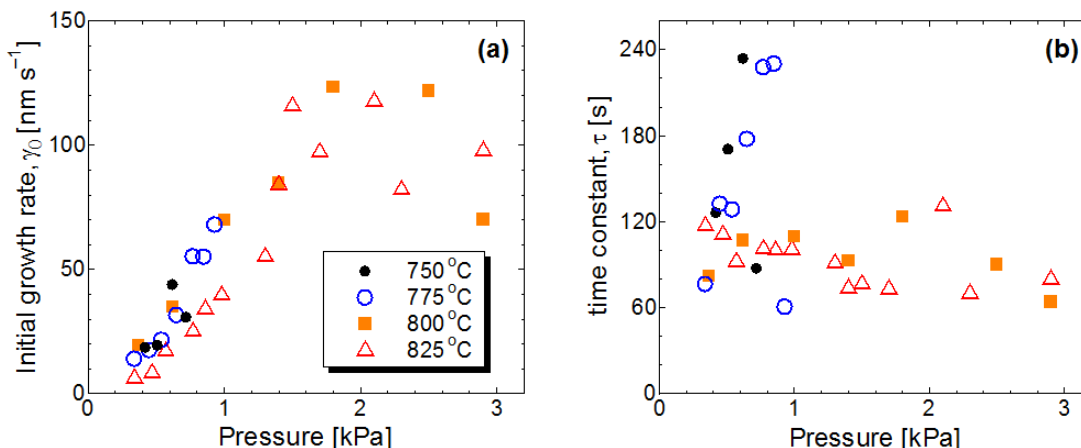 150
100
50
0
0
1
2
3
Initial growth rate, γ₀ [nm s⁻¹]
Pressure [kPa]
(a)
750 °C
775 °C
800 °C
825 °C
240
180
120
60
0
0
1
2
3
time constant, τ [s]
Pressure [kPa]
(b)